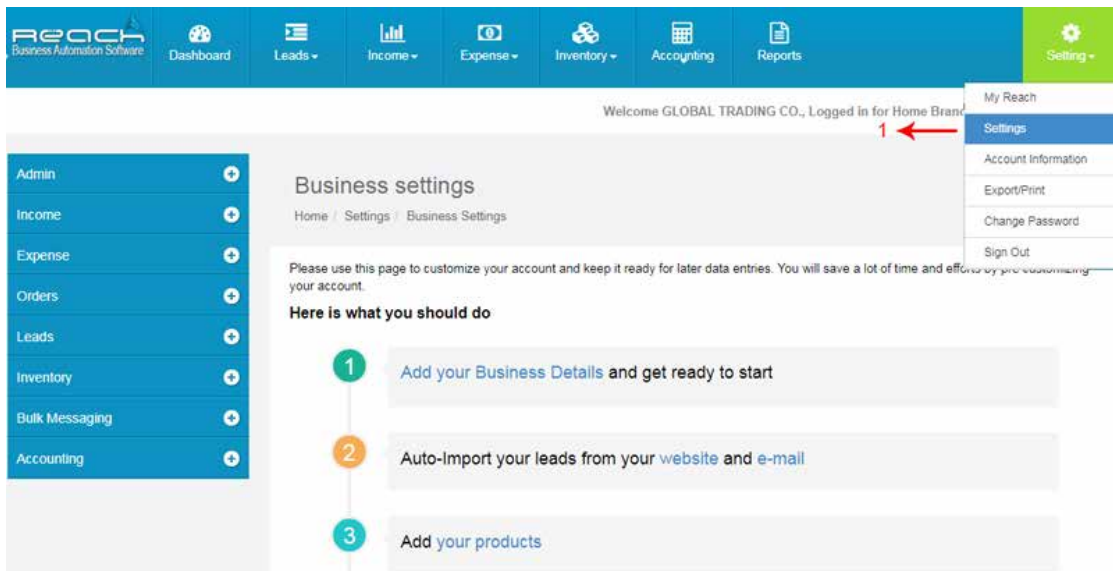 Reach
Business Automation Software
Dashboard
Leads
Income
Expense
Inventory
Accounting
Reports
Setting
Welcome GLOBAL TRADING CO., Logged in for Home Bran
My Reach
Settings
Account Information
Export/Print
Change Password
Sign Out
1
Admin
Income
Expense
Orders
Leads
Inventory
Bulk Messaging
Accounting
Business settings
Home / Settings / Business Settings
Please use this page to customize your account and keep it ready for later data entries. You will save a lot of time and efforts by pre-customizing
your account.
Here is what you should do
1
Add your Business Details and get ready to start
2
Auto-Import your leads from your website and e-mail
3
Add your products